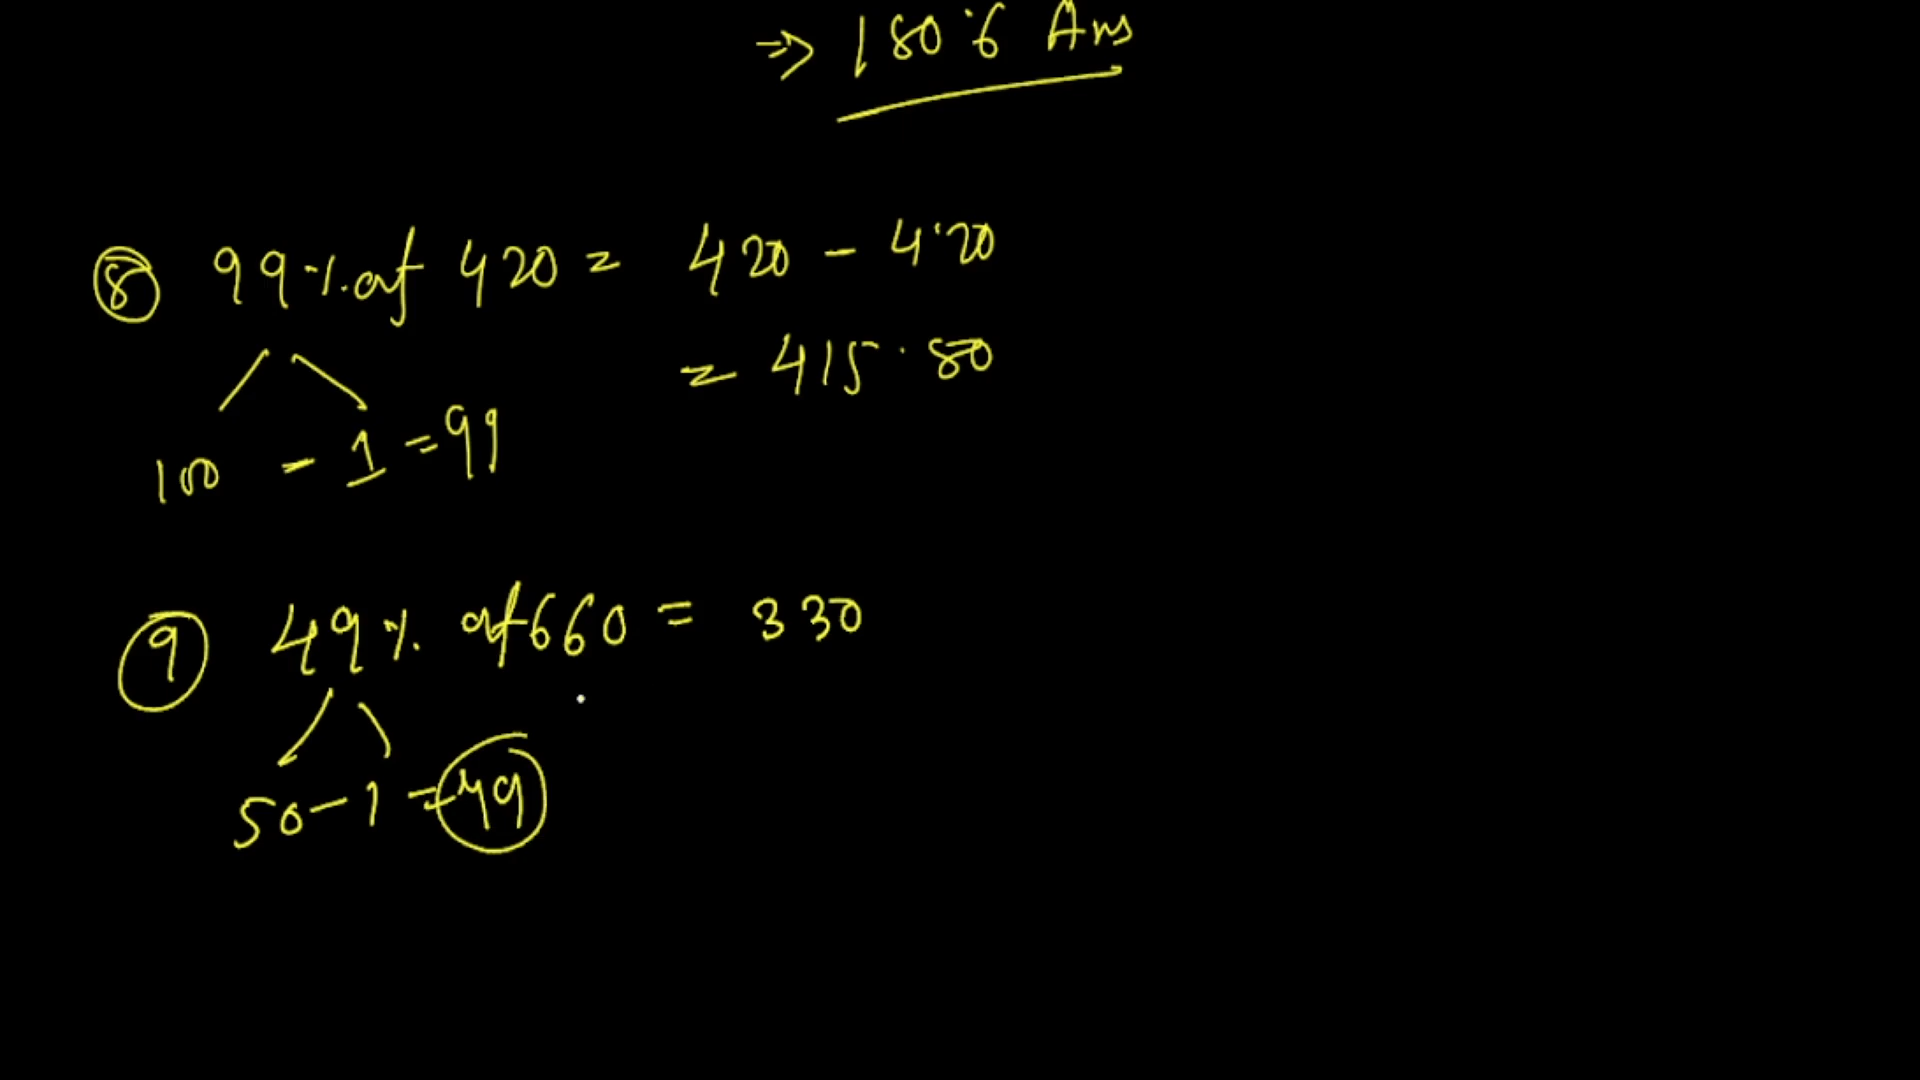 ⇒ 180.6 Ans
⑧ 99% of 420 = 420 - 4.20
= 415.80
100 - 1 = 99
⑨ 49% of 660 = 330
50 - 1 = 49